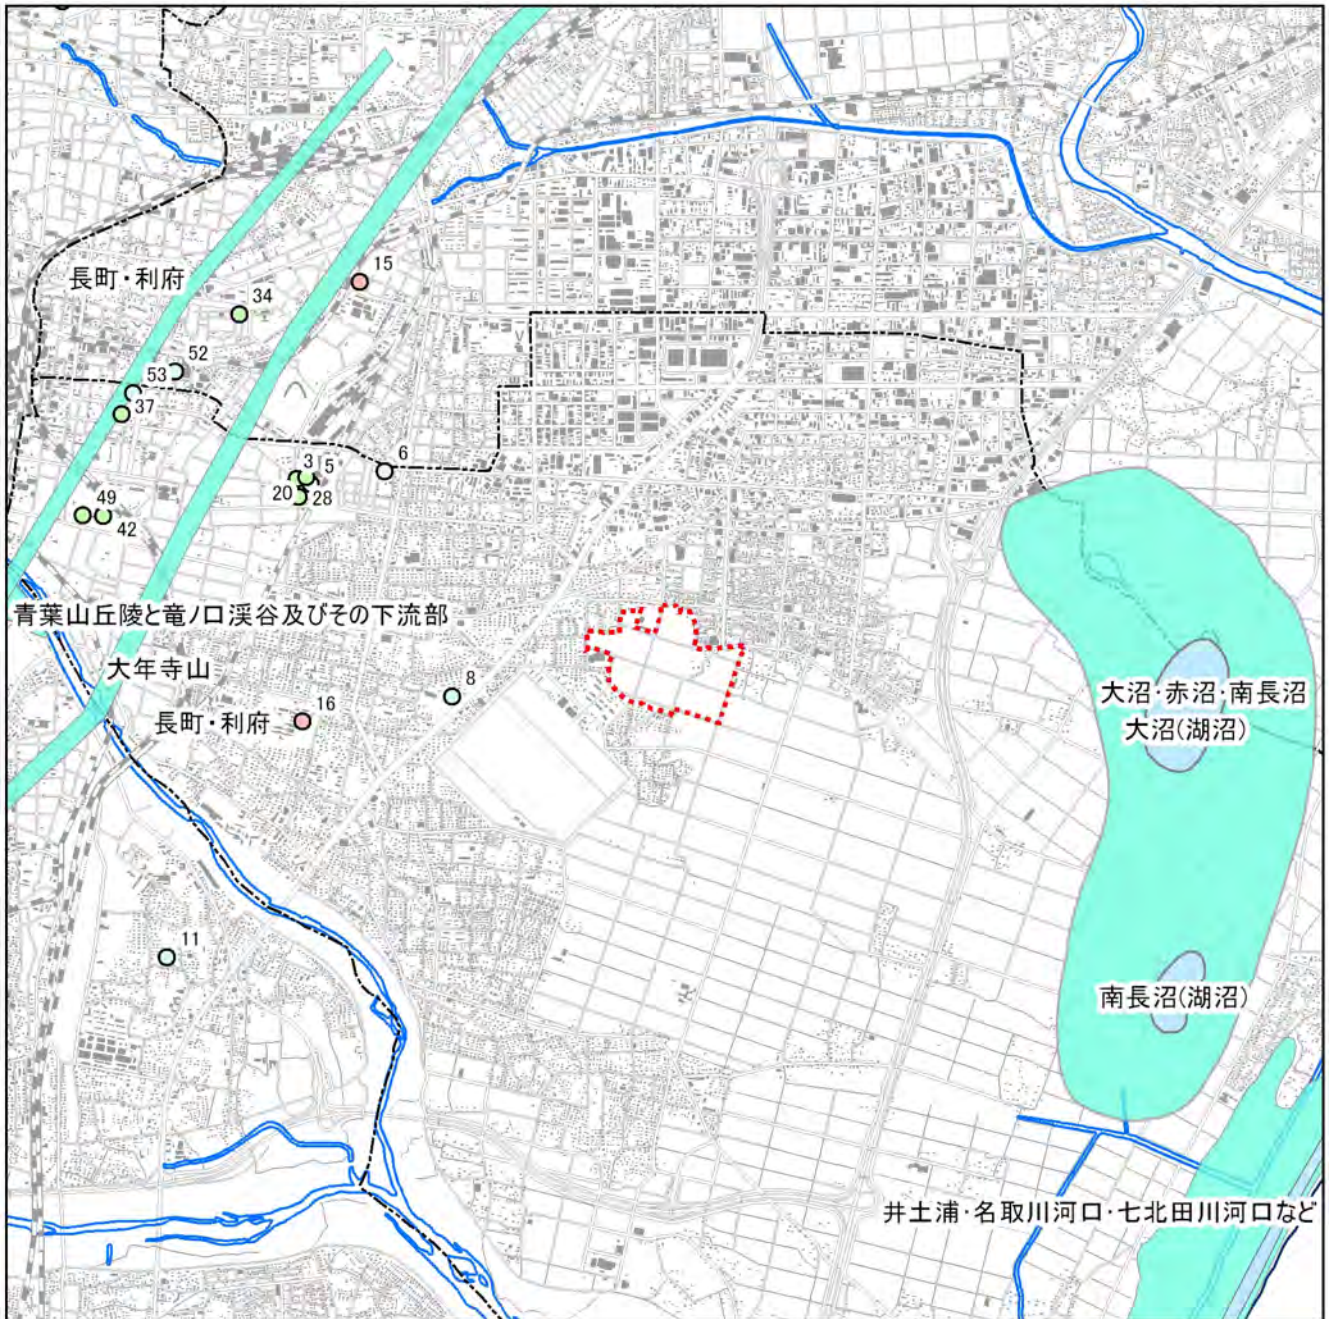 長町・利府
15
34
52
53
37
6
3
5
20
28
49
42
青葉山丘陵と竜ノ口渓谷及びその下流部
大年寺山
8
長町・利府
16
大沼・赤沼・南長沼
大沼(湖沼)
11
南長沼(湖沼)
井土浦・名取川河口・七北田川河口など